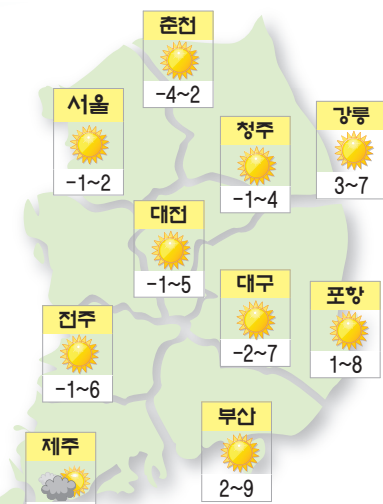 춘천
-4~2
서울
-1~2
청주
-1~4
강릉
3~7
대전
-1~5
대구
-2~7
포항
1~8
전주
-1~6
부산
2~9
제주